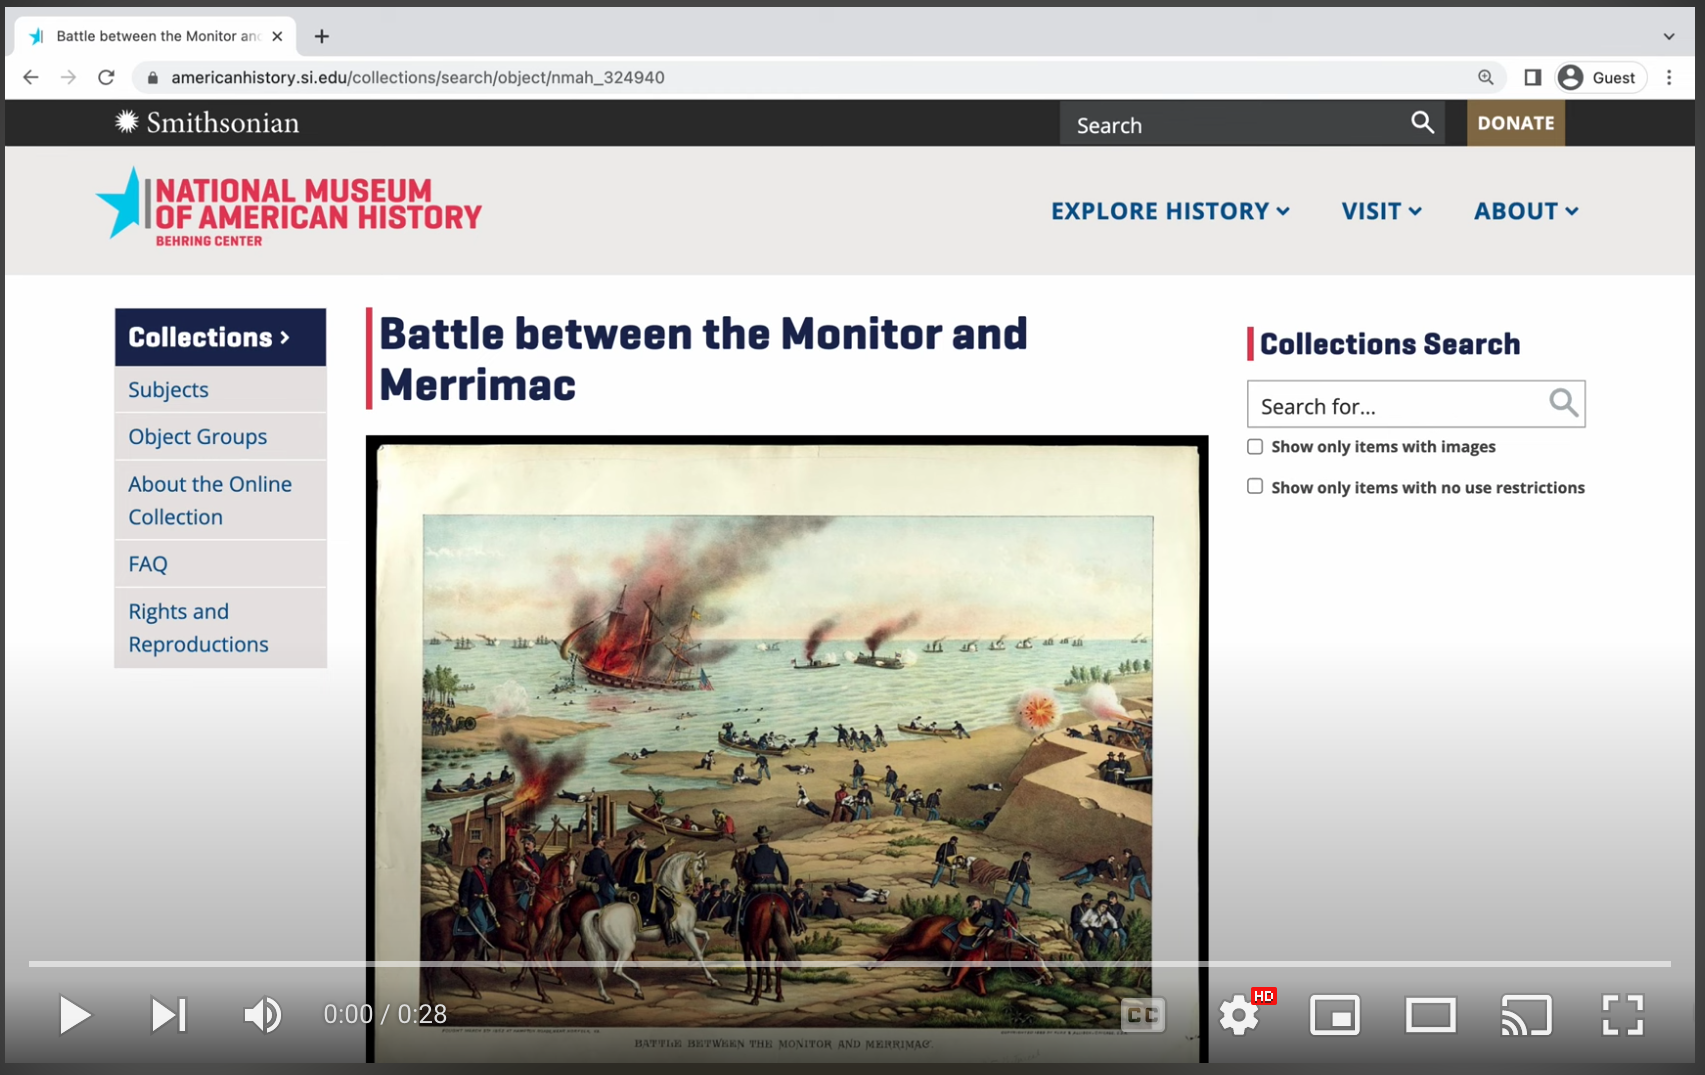 Battle between the Monitor an
americanhistory.si.edu/collections/search/object/nmah_324940
Guest
Smithsonian
Search
DONATE
NATIONAL MUSEUM
OF AMERICAN HISTORY
BEHRING CENTER
EXPLORE HISTORY
VISIT
ABOUT
Collections >
Subjects
Object Groups
About the Online
Collection
FAQ
Rights and
Reproductions
Battle between the Monitor and
Merrimac
Collections Search
Search for...
Show only items with images
Show only items with no use restrictions
0:00 / 0:28
CC
HD
BATTLE BETWEEN THE MONITOR AND MERRIMAC.